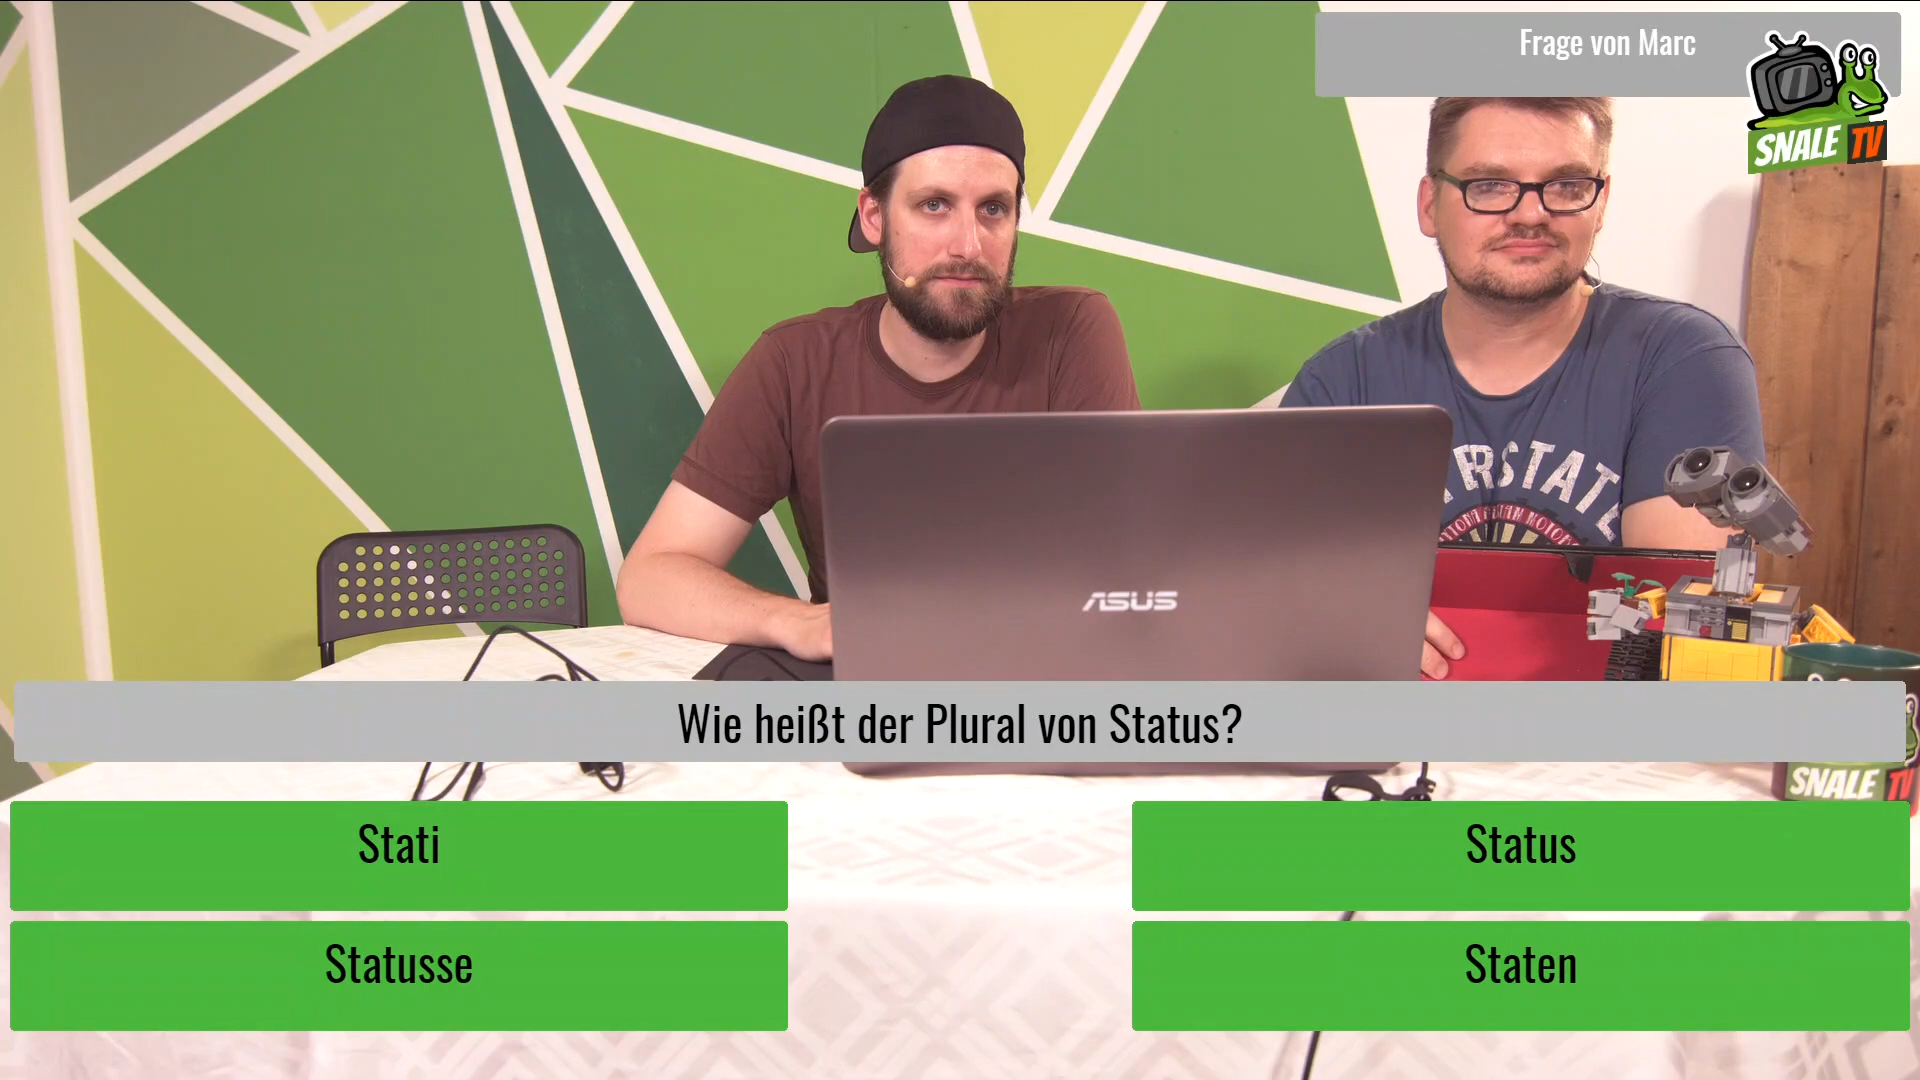 Frage von Marc
SNALE TV
ASUS
Wie heißt der Plural von Status?
SNALE TV
Stati
Status
Statusse
Staten